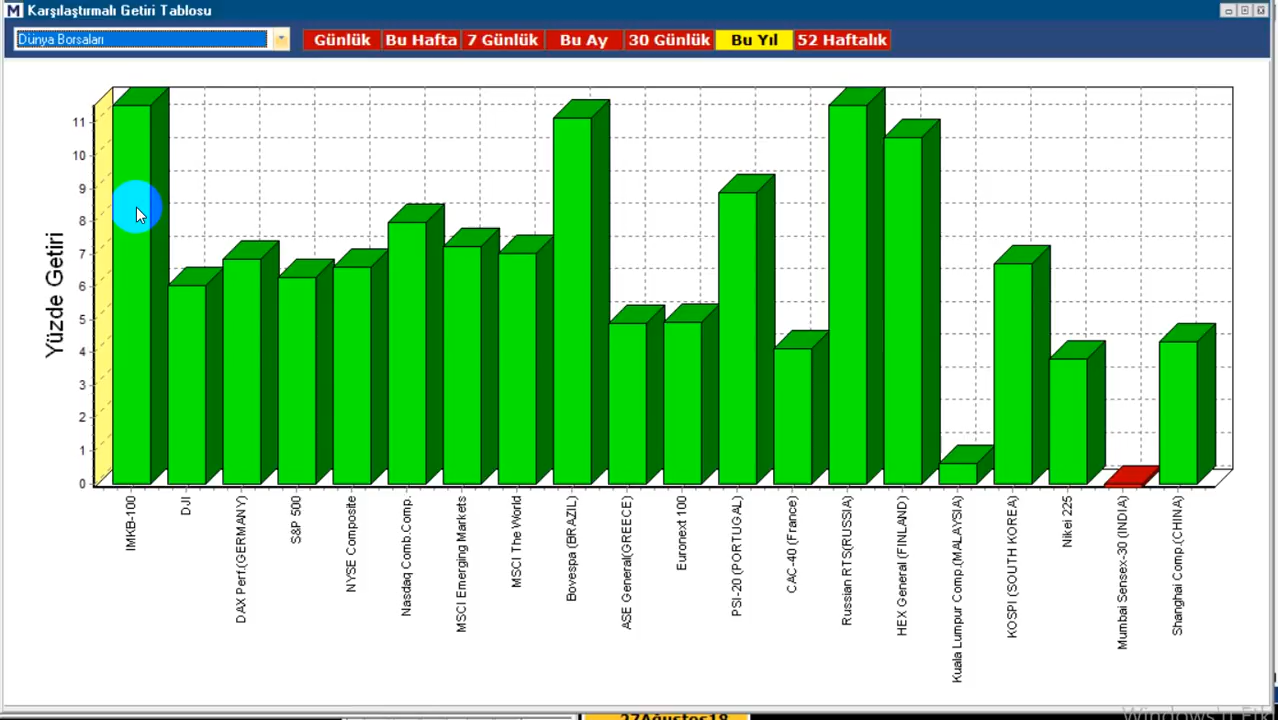 M Karşılaştırmalı Getiri Tablosu
Dünya Borsaları
Günlük
Bu Hafta
7 Günlük
Bu Ay
30 Günlük
Bu Yıl
52 Haftalık
Yüzde Getiri
11
10
9
8
7
6
5
4
3
2
1
0
IMKB-100
DJI
DAX Perf.(GERMANY)
S&P 500
NYSE Composite
Nasdaq Comb.Comp.
MSCI Emerging Markets
MSCI The World
Bovespa (BRAZIL)
ASE General(GREECE)
Euronext 100
PSI-20 (PORTUGAL)
CAC-40 (France)
Russian RTS(RUSSIA)
HEX General (FINLAND)
Kuala Lumpur Comp.(MALAYSIA)
KOSPI (SOUTH KOREA)
Nikei 225
Mumbai Sensex-30 (INDIA)
Shanghai Comp.(CHINA)
27Ağustos18